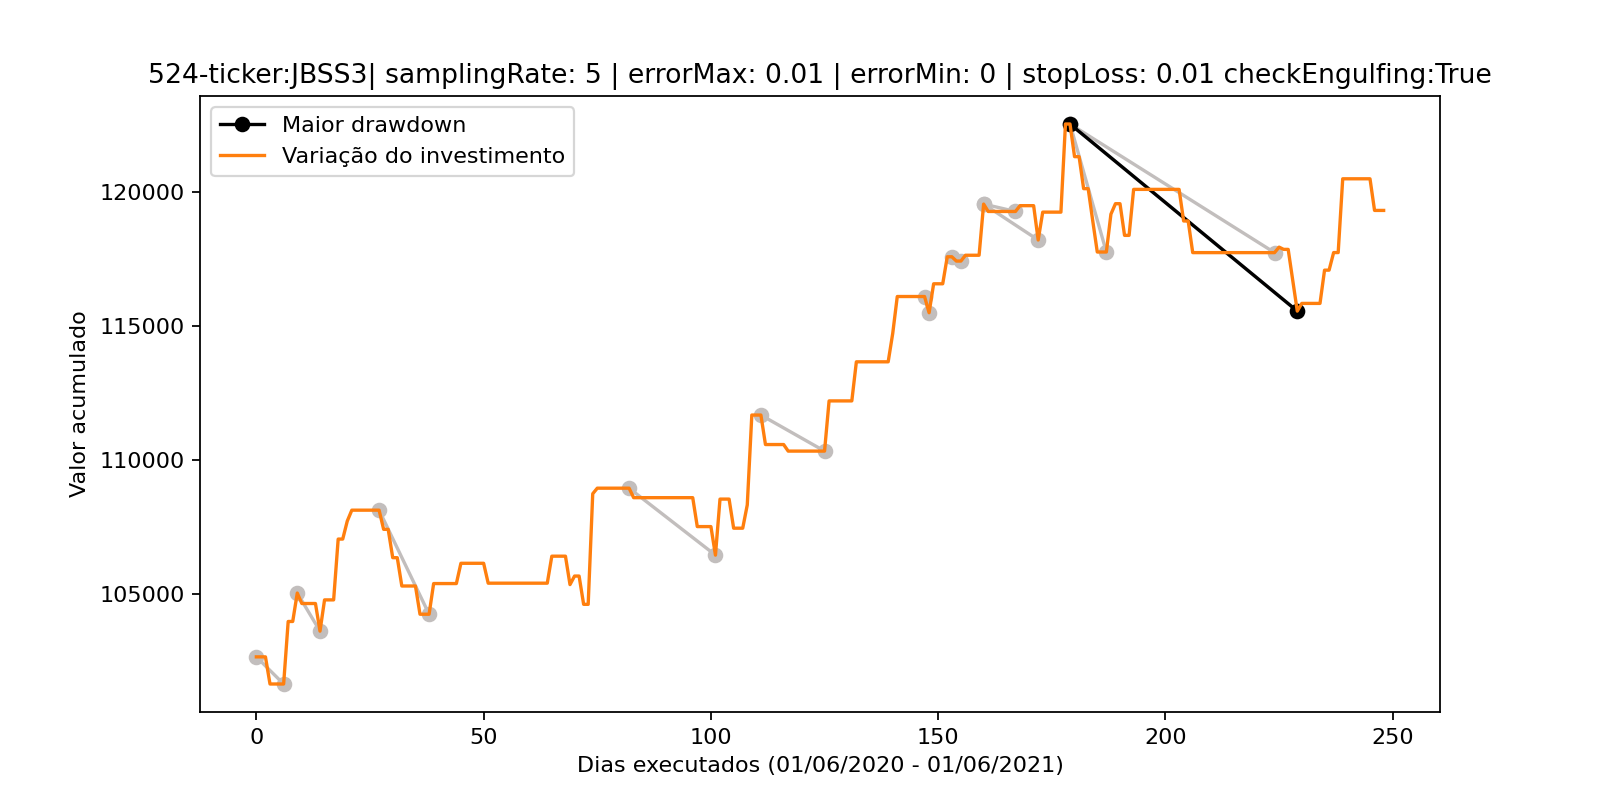 524-ticker:JBSS3| samplingRate: 5 | errorMax: 0.01 | errorMin: 0 | stopLoss: 0.01 checkEngulfing:True
Maior drawdown
Variação do investimento
120000
115000
110000
105000
Valor acumulado
0 50 100 150 200 250
Dias executados (01/06/2020 - 01/06/2021)